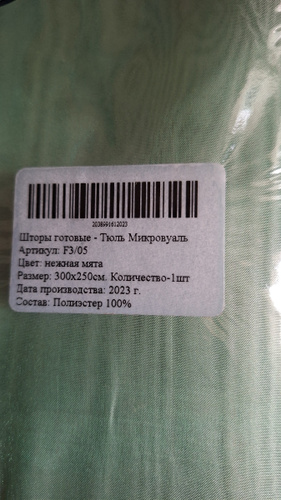 2038991612023
Шторы готовые - Тюль Микровуаль
Артикул: F3/05
Цвет: нежная мята
Размер: 300х250см. Количество-1шт
Дата производства: 2023 г.
Состав: Полиэстер 100%